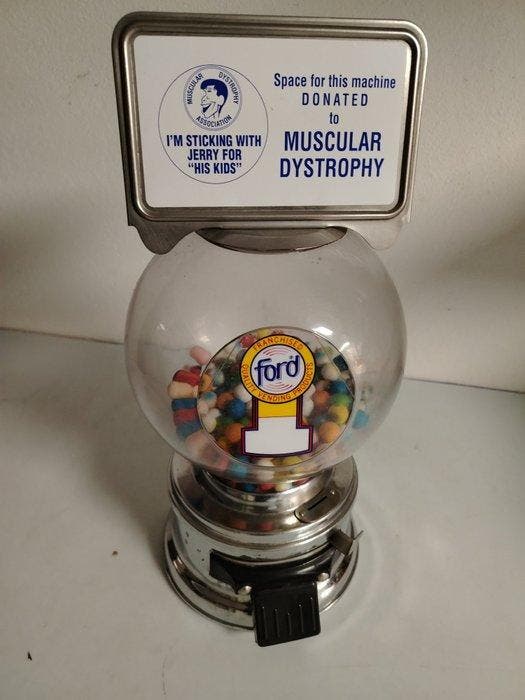 MUSCULAR DYSTROPHY
ASSOCIATION
I'M STICKING WITH
JERRY FOR
"HIS KIDS"
Space for this machine
DONATED
to
MUSCULAR
DYSTROPHY
FRANCHISED
ford
QUALITY VENDING PRODUCTS